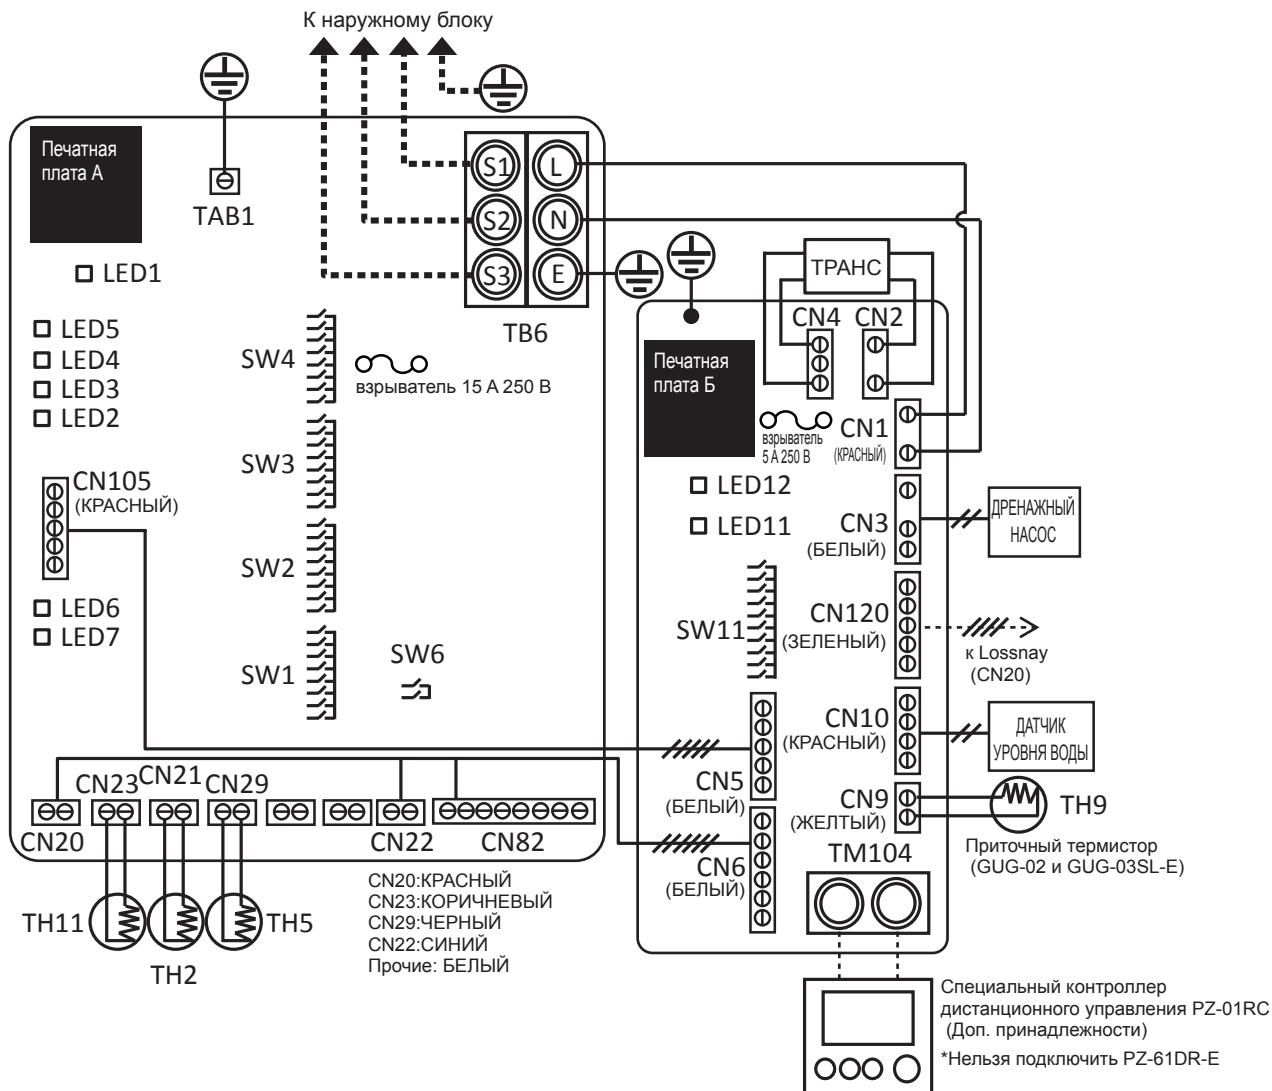 К наружному блоку
Печатная
плата А
TAB1
S1
L
S2
N
S3
E
TB6
LED1
LED5
LED4
LED3
LED2
SW4
взрыватель 15 А 250 В
SW3
CN105
(КРАСНЫЙ)
SW2
LED6
LED7
SW1
SW6
CN23
CN21
CN29
CN20
CN22
CN82
TH11
TH2
TH5
CN20:КРАСНЫЙ
CN23:КОРИЧНЕВЫЙ
CN29:ЧЕРНЫЙ
CN22:СИНИЙ
Прочие: БЕЛЫЙ
ТРАНС
CN4
CN2
Печатная
плата Б
взрыватель
5 А 250 В
CN1
(КРАСНЫЙ)
LED12
LED11
CN3
(БЕЛЫЙ)
ДРЕНАЖНЫЙ
НАСОС
SW11
CN120
(ЗЕЛЕНЫЙ)
к Lossnay
(CN20)
CN10
(КРАСНЫЙ)
ДАТЧИК
УРОВНЯ ВОДЫ
CN5
(БЕЛЫЙ)
CN9
(ЖЕЛТЫЙ)
TH9
Приточный термистор
(GUG-02 и GUG-03SL-E)
CN6
(БЕЛЫЙ)
TM104
Специальный контроллер
дистанционного управления PZ-01RC
(Доп. принадлежности)
*Нельзя подключить PZ-61DR-E